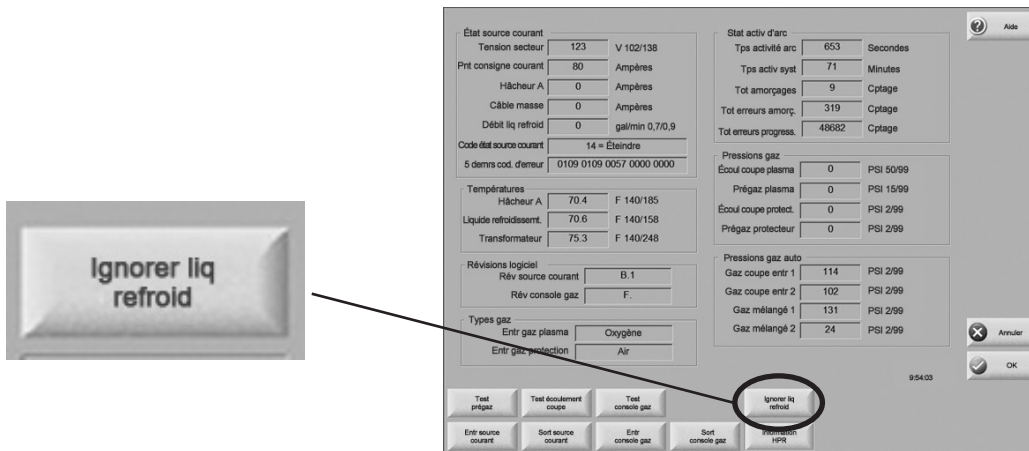 Ignorer liq
refroid
État source courant
Tension secteur 123 V 102/138
Pnt consigne courant 80 Ampères
Hâcheur A 0 Ampères
Câble masse 0 Ampères
Débit liq refroid 0 gal/min 0,7/0,9
Code état source courant 14 = Éteindre
5 demrs cod. d'erreur 0109 0109 0057 0000 0000
Températures
Hâcheur A 70.4 F 140/185
Liquide refroidissemt. 70.6 F 140/158
Transformateur 75.3 F 140/248
Révisions logiciel
Rév source courant B.1
Rév console gaz F.
Types gaz
Entr gaz plasma Oxygène
Entr gaz protection Air
Stat activ d'arc
Tps activité arc 653 Secondes
Tps activ syst 71 Minutes
Tot amorçages 9 Cptage
Tot erreurs amorç. 319 Cptage
Tot erreurs progress. 48682 Cptage
Pressions gaz
Écoul coupe plasma 0 PSI 50/99
Prégaz plasma 0 PSI 15/99
Écoul coupe protect. 0 PSI 2/99
Prégaz protecteur 0 PSI 2/99
Pressions gaz auto
Gaz coupe entr 1 114 PSI 2/99
Gaz coupe entr 2 102 PSI 2/99
Gaz mélangé 1 131 PSI 2/99
Gaz mélangé 2 24 PSI 2/99
Aide
Annuler
OK
9:54:03
Test
prégaz
Test écoulement
coupe
Test
console gaz
Ignorer liq
refroid
Entr source
courant
Sort source
courant
Entr
console gaz
Sort
console gaz
Information
HPR